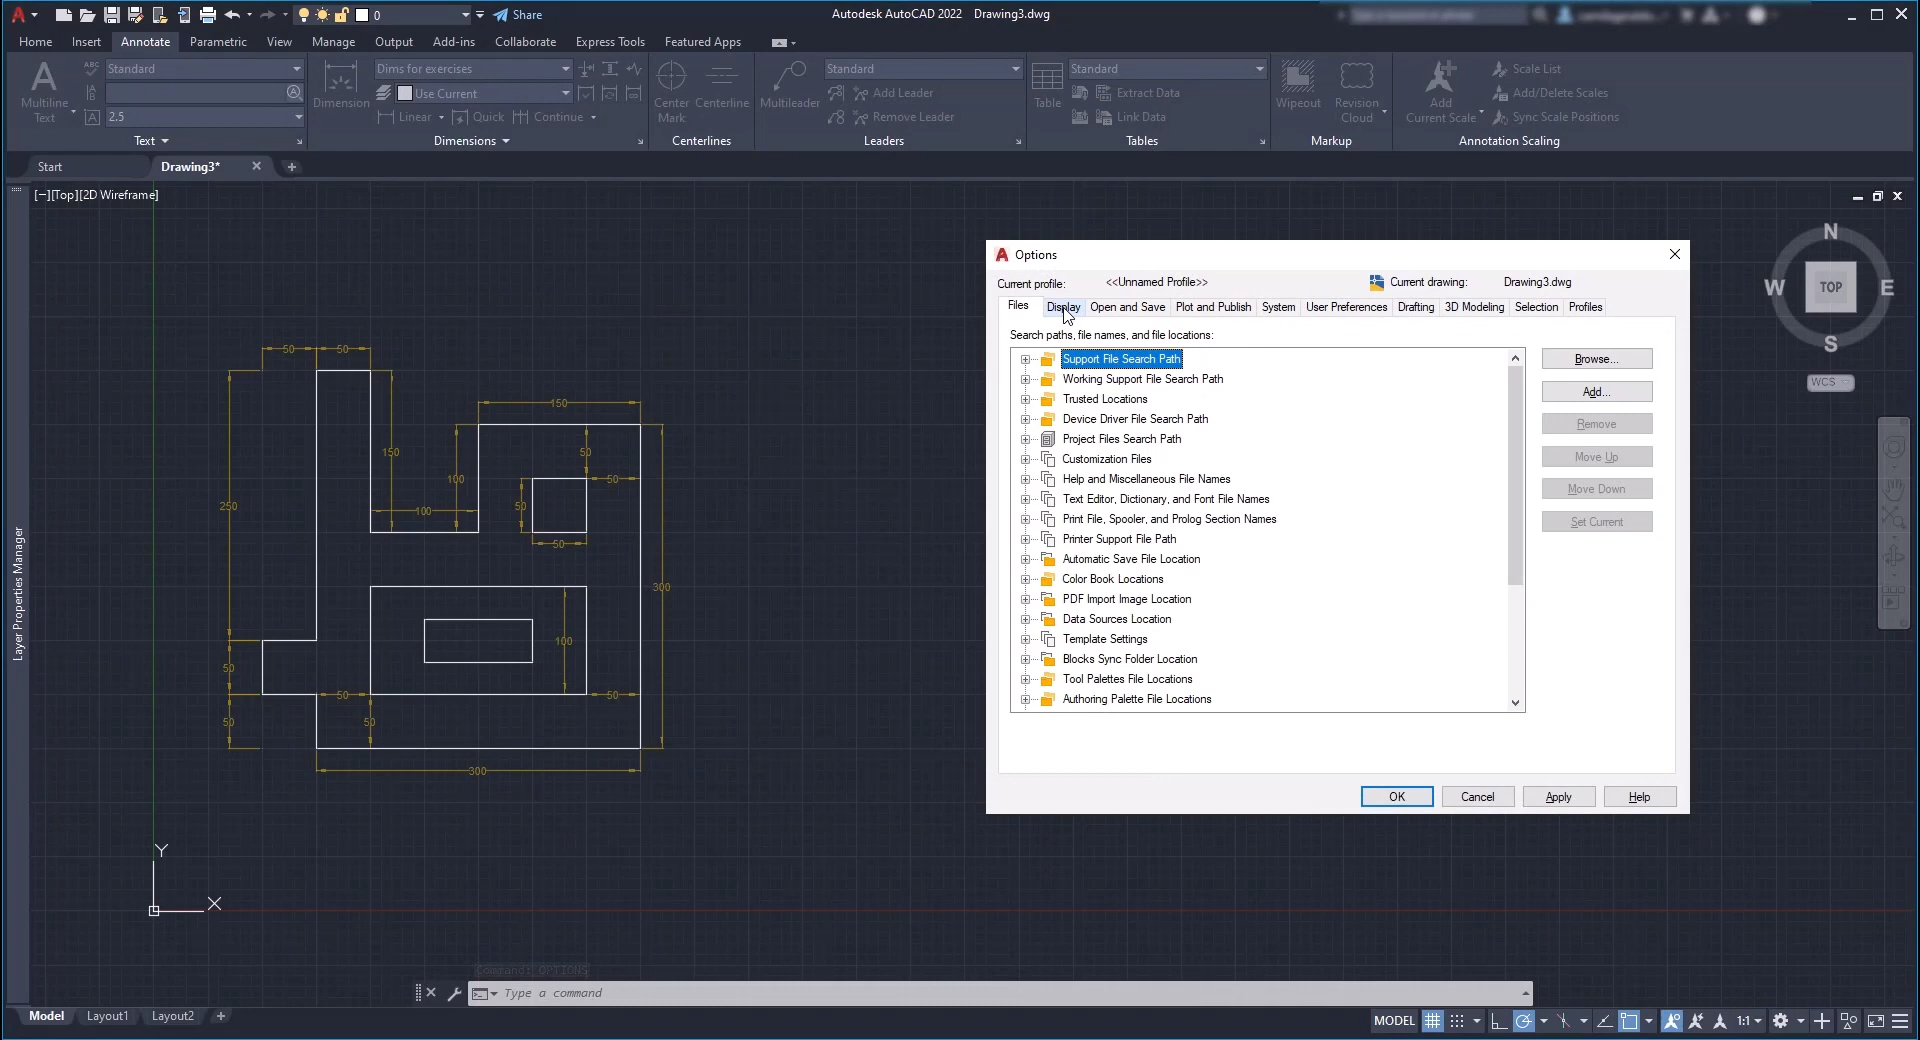 0
Share
Autodesk AutoCAD 2022 Drawing3.dwg
Home Insert Annotate Parametric View Manage Output Add-ins Collaborate Express Tools Featured Apps
Multiline
Text
ABC
Standard
2.5
Text
Dimension
Dims for exercises
Use Current
Linear Quick Continue
Dimensions
Center
Mark
Centerline
Centerlines
Multileader
Standard
Add Leader
Remove Leader
Leaders
Table
Standard
Extract Data
Link Data
Tables
Wipeout
Revision
Cloud
Markup
Add
Current Scale
Scale List
Add/Delete Scales
Sync Scale Positions
Annotation Scaling
Start
Drawing3*
[−][Top][2D Wireframe]
Layer Properties Manager
N
W TOP E
S
WCS
50 50
150
150
50
100
50
250
50
100
50
300
100
50
50 50
50 50
300
Y
X
Options
Current profile: <<Unnamed Profile>> Current drawing: Drawing3.dwg
Files Display Open and Save Plot and Publish System User Preferences Drafting 3D Modeling Selection Profiles
Search paths, file names, and file locations:
Support File Search Path
Working Support File Search Path
Trusted Locations
Device Driver File Search Path
Project Files Search Path
Customization Files
Help and Miscellaneous File Names
Text Editor, Dictionary, and Font File Names
Print File, Spooler, and Prolog Section Names
Printer Support File Path
Automatic Save File Location
Color Book Locations
PDF Import Image Location
Data Sources Location
Template Settings
Blocks Sync Folder Location
Tool Palettes File Locations
Authoring Palette File Locations
Browse...
Add...
Remove
Move Up
Move Down
Set Current
OK Cancel Apply Help
Command: OPTIONS
Type a command
Model Layout1 Layout2
MODEL 1:1